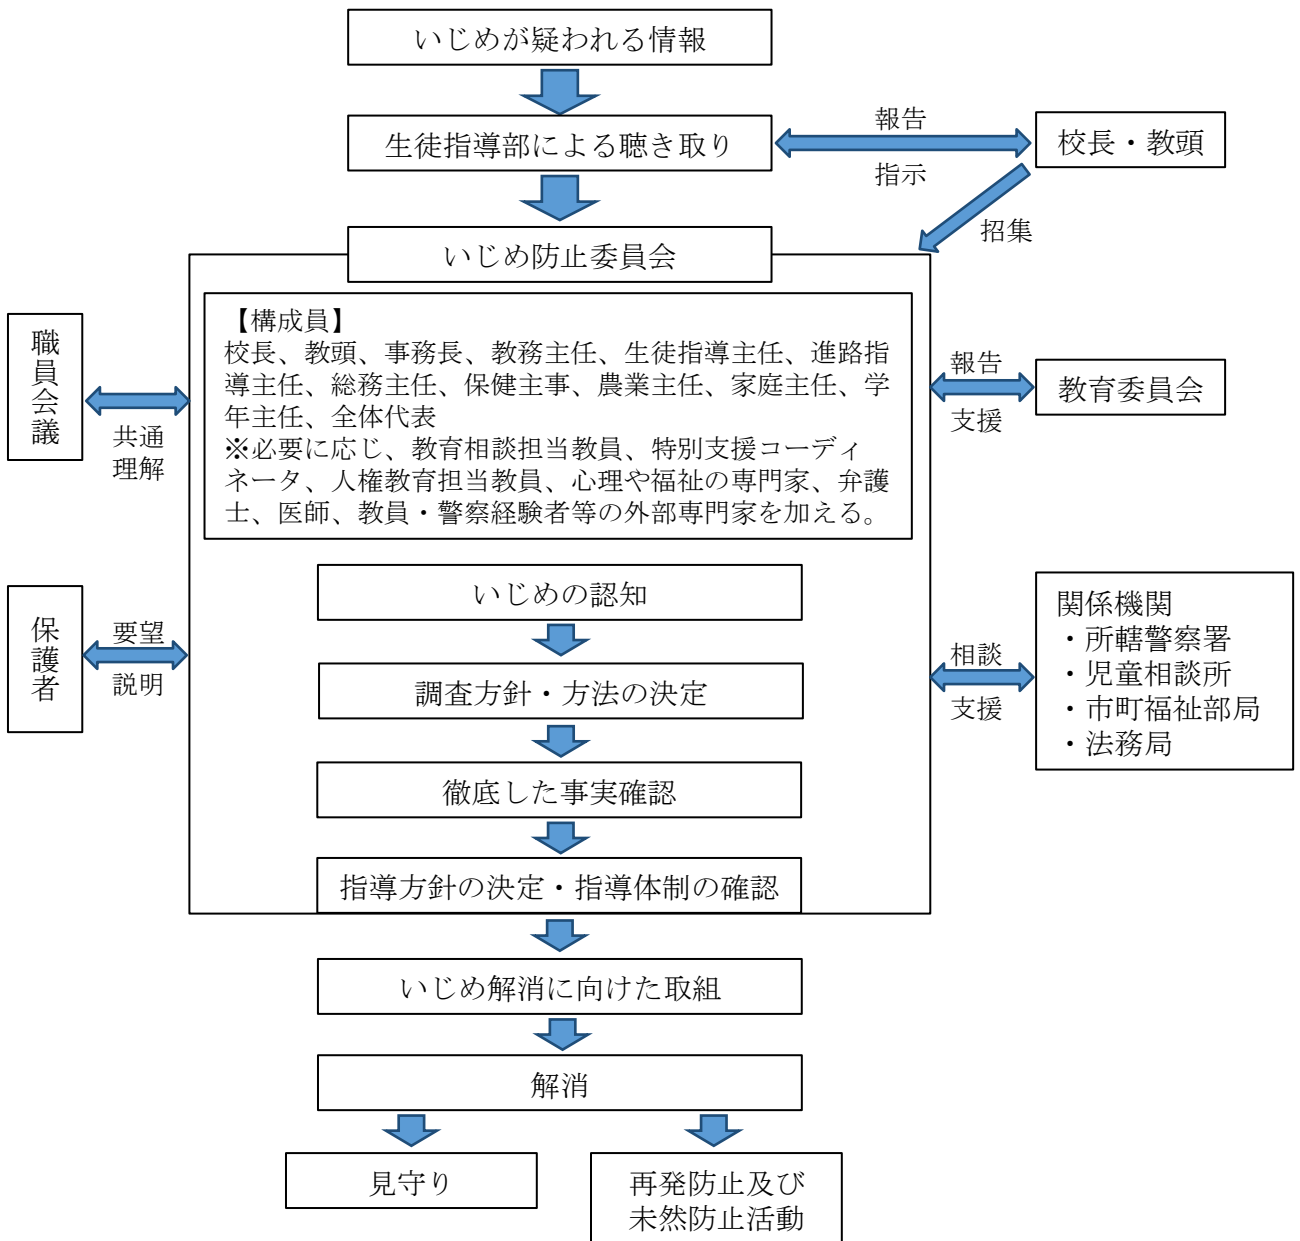 いじめが疑われる情報
生徒指導部による聴き取り
報告
指示
校長・教頭
招集
いじめ防止委員会
【構成員】
校長、教頭、事務長、教務主任、生徒指導主任、進路指
導主任、総務主任、保健主事、農業主任、家庭主任、学
年主任、全体代表
※必要に応じ、教育相談担当教員、特別支援コーディ
ネータ、人権教育担当教員、心理や福祉の専門家、弁護
士、医師、教員・警察経験者等の外部専門家を加える。
職員会議
共通
理解
報告
支援
教育委員会
保護者
要望
説明
いじめの認知
調査方針・方法の決定
徹底した事実確認
指導方針の決定・指導体制の確認
相談
支援
関係機関
・所轄警察署
・児童相談所
・市町福祉部局
・法務局
いじめ解消に向けた取組
解消
見守り
再発防止及び
未然防止活動